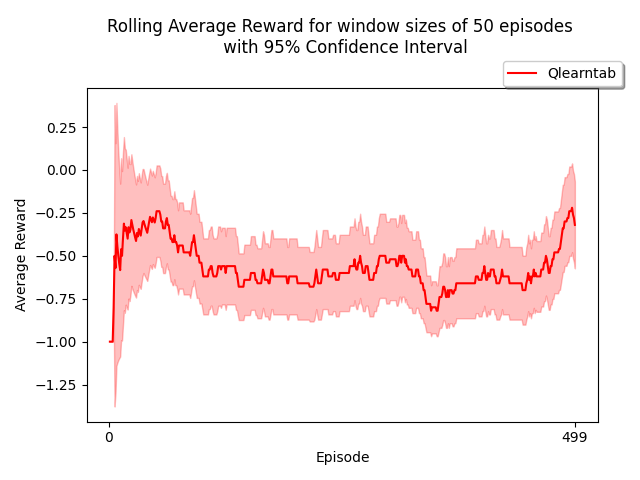 Rolling Average Reward for window sizes of 50 episodes
with 95% Confidence Interval
Qlearntab
0.25
0.00
−0.25
−0.50
−0.75
−1.00
−1.25
Average Reward
0
499
Episode